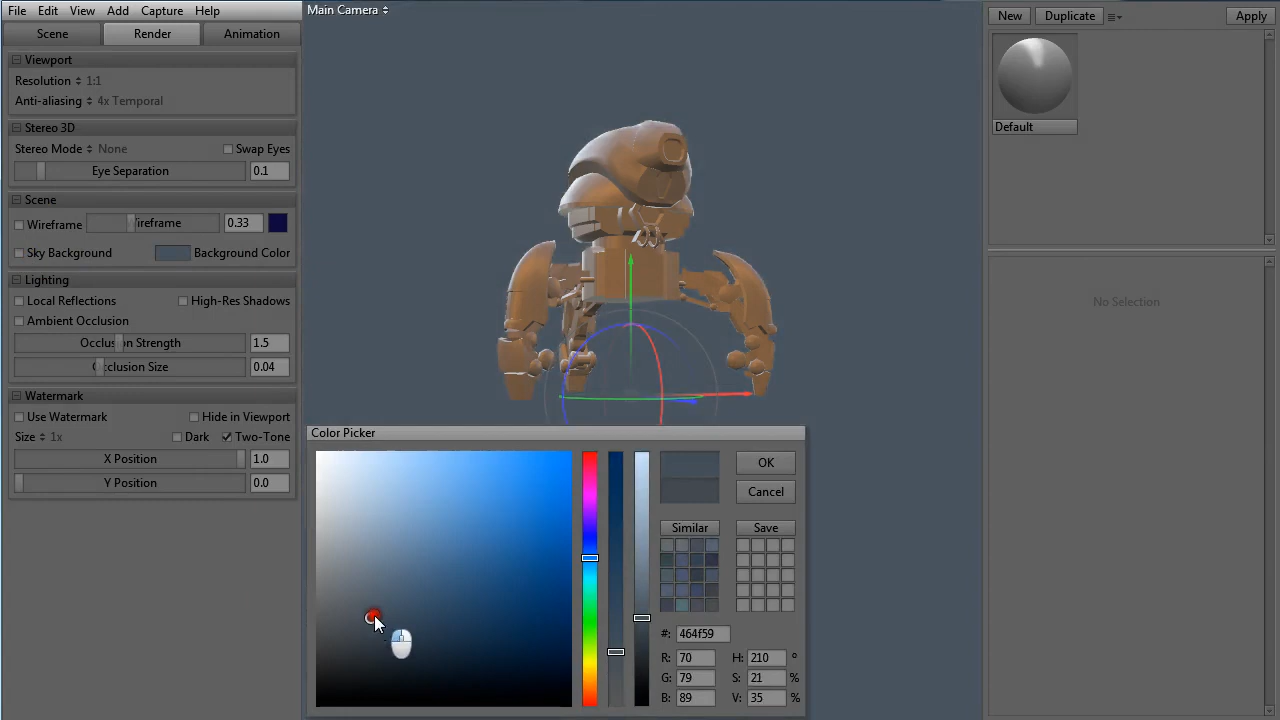 File Edit View Add Capture Help
Scene Render Animation
Viewport
Resolution 1:1
Anti-aliasing 4x Temporal
Stereo 3D
Stereo Mode None Swap Eyes
Eye Separation 0.1
Scene
Wireframe ireframe 0.33
Sky Background Background Color
Lighting
Local Reflections High-Res Shadows
Ambient Occlusion
Occlusion Strength 1.5
cclusion Size 0.04
Watermark
Use Watermark Hide in Viewport
Size 1x Dark Two-Tone
X Position 1.0
Y Position 0.0
Main Camera
Color Picker
OK
Cancel
Similar Save
#: 464f59
R: 70 H: 210 °
G: 79 S: 21 %
B: 89 V: 35 %
New Duplicate Apply
Default
No Selection